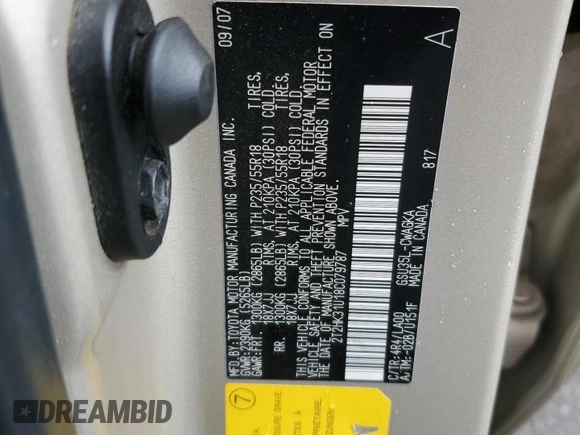 09/07
MFD. BY: TOYOTA MOTOR MANUFACTURING CANADA INC.
GVWR: 2390KG (5265LB)
GAWR: FRT. 1300KG (2865LB) WITH P235/55R18 TIRES,
18X7JJ RIMS, AT 210KPA (30PSI) COLD
RR. 1300KG (2865LB) WITH P235/55R18 TIRES,
18X7JJ RIMS, AT 210KPA (30PSI) COLD
THIS VEHICLE CONFORMS TO ALL APPLICABLE FEDERAL MOTOR
VEHICLE SAFETY AND THEFT PREVENTION STANDARDS IN EFFECT ON
THE DATE OF MANUFACTURE SHOWN ABOVE.
2T2HK31U18C079787 MPV
A
817
C/TR: 4R4/LA00 GSU35L-CWAGKA
A/TM: -02B/U151F MADE IN CANADA
7
DREAMBID